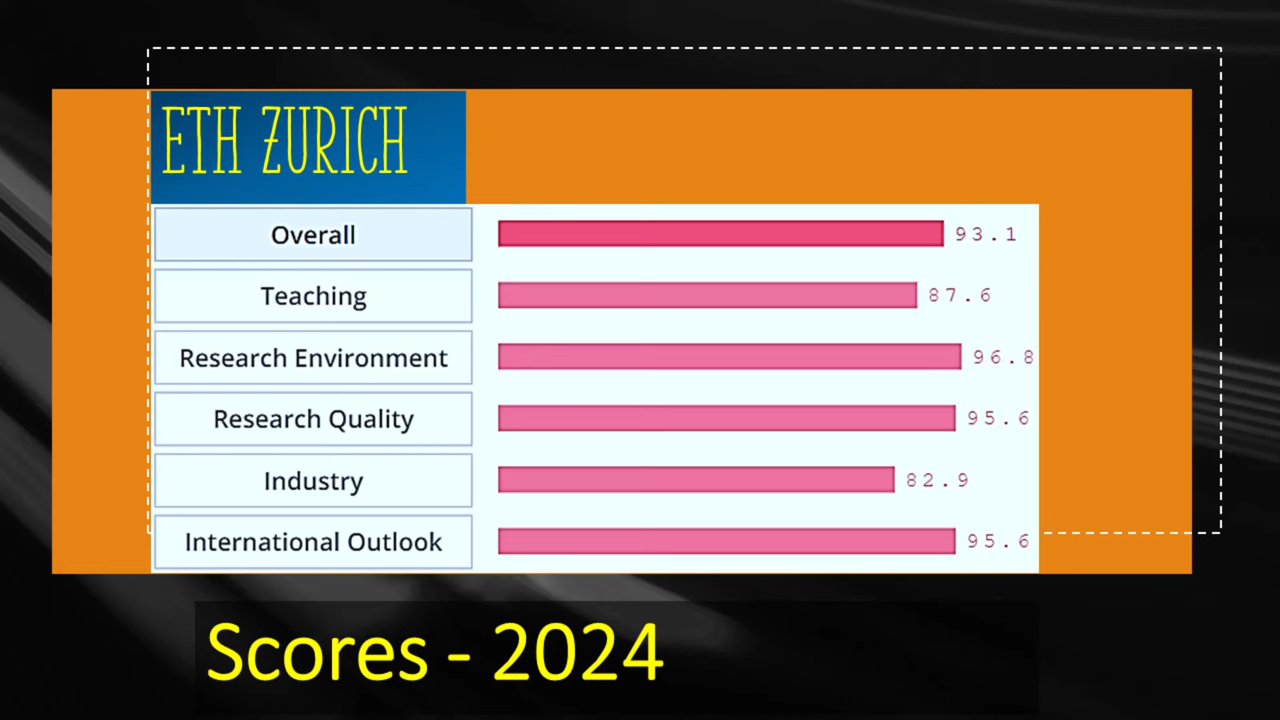 ETH ZURICH
Overall 93.1
Teaching 87.6
Research Environment 96.8
Research Quality 95.6
Industry 82.9
International Outlook 95.6
Scores - 2024